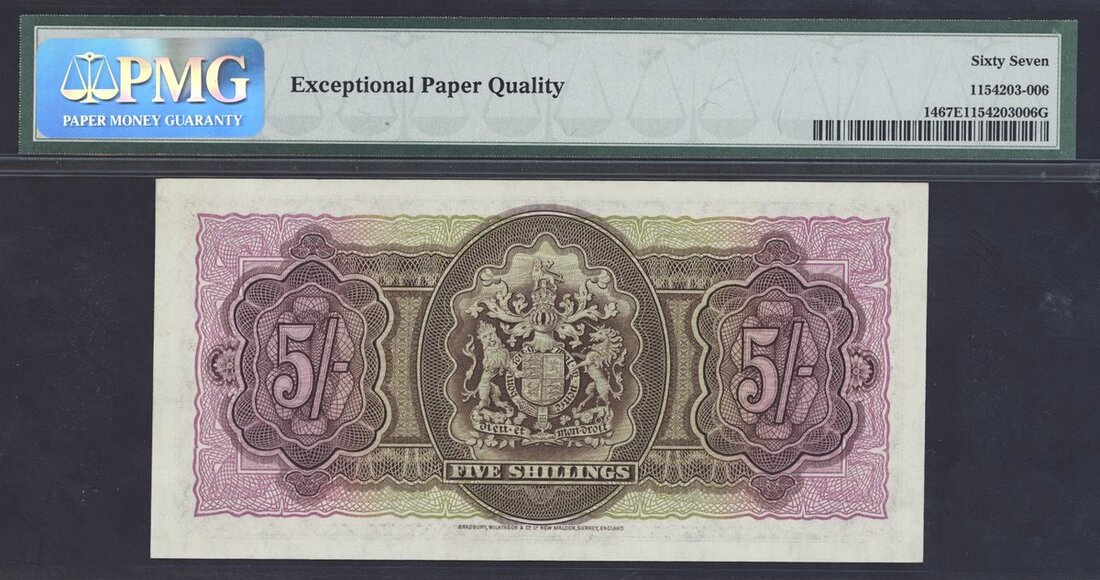 PMG
PAPER MONEY GUARANTY
Exceptional Paper Quality
Sixty Seven
1154203-006
1467E1154203006G
5/-
5/-
dieu·et mon·droit
FIVE SHILLINGS
BRADBURY, WILKINSON & Cº Lᵈ NEW MALDEN, SURREY, ENGLAND